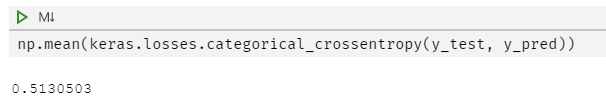 M↓
np.mean(keras.losses.categorical_crossentropy(y_test, y_pred))
0.5130503